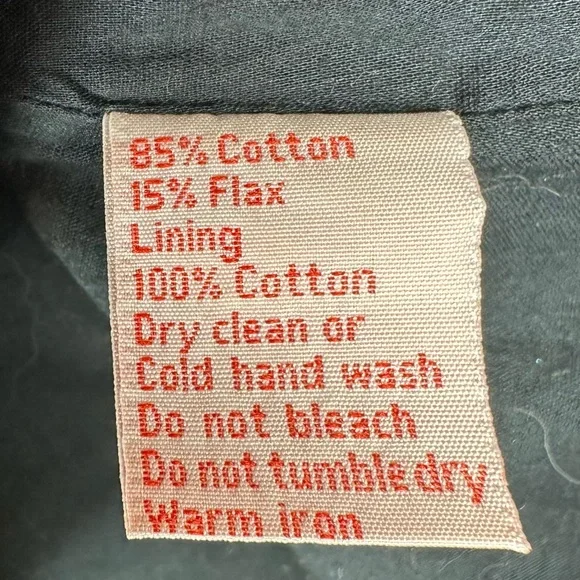 85% Cotton
15% Flax
Lining
100% Cotton
Dry clean or
Cold hand wash
Do not bleach
Do not tumble dry
Warm iron